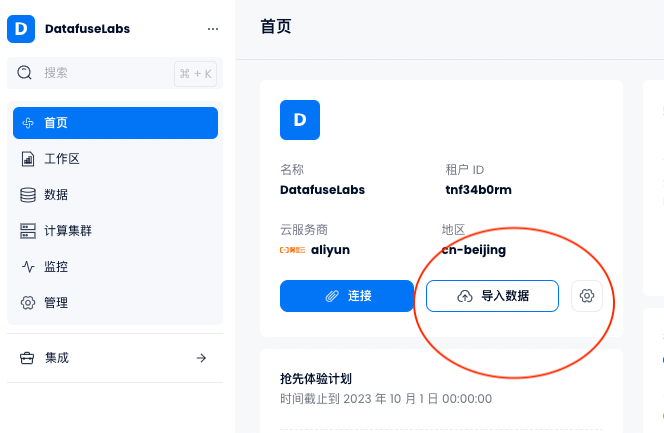 D DatafuseLabs ...
搜索 ⌘ + K
首页
工作区
数据
计算集群
监控
管理
集成
首页
D
名称 租户 ID
DatafuseLabs tnf34b0rm
云服务商 地区
阿里云 aliyun cn-beijing
连接 导入数据
抢先体验计划
时间截止到 2023 年 10 月 1 日 00:00:00